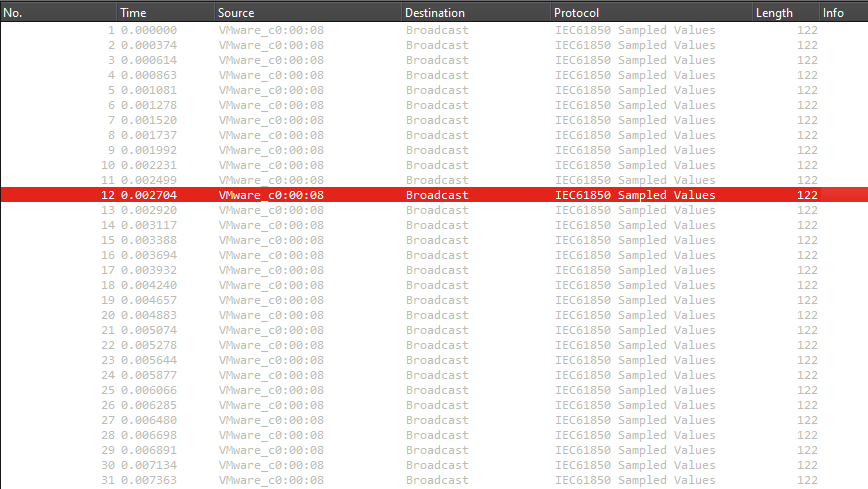 No. Time Source Destination Protocol Length Info
1 0.000000 VMware_c0:00:08 Broadcast IEC61850 Sampled Values 122
2 0.000374 VMware_c0:00:08 Broadcast IEC61850 Sampled Values 122
3 0.000614 VMware_c0:00:08 Broadcast IEC61850 Sampled Values 122
4 0.000863 VMware_c0:00:08 Broadcast IEC61850 Sampled Values 122
5 0.001081 VMware_c0:00:08 Broadcast IEC61850 Sampled Values 122
6 0.001278 VMware_c0:00:08 Broadcast IEC61850 Sampled Values 122
7 0.001520 VMware_c0:00:08 Broadcast IEC61850 Sampled Values 122
8 0.001737 VMware_c0:00:08 Broadcast IEC61850 Sampled Values 122
9 0.001992 VMware_c0:00:08 Broadcast IEC61850 Sampled Values 122
10 0.002231 VMware_c0:00:08 Broadcast IEC61850 Sampled Values 122
11 0.002499 VMware_c0:00:08 Broadcast IEC61850 Sampled Values 122
12 0.002704 VMware_c0:00:08 Broadcast IEC61850 Sampled Values 122
13 0.002920 VMware_c0:00:08 Broadcast IEC61850 Sampled Values 122
14 0.003117 VMware_c0:00:08 Broadcast IEC61850 Sampled Values 122
15 0.003388 VMware_c0:00:08 Broadcast IEC61850 Sampled Values 122
16 0.003694 VMware_c0:00:08 Broadcast IEC61850 Sampled Values 122
17 0.003932 VMware_c0:00:08 Broadcast IEC61850 Sampled Values 122
18 0.004240 VMware_c0:00:08 Broadcast IEC61850 Sampled Values 122
19 0.004657 VMware_c0:00:08 Broadcast IEC61850 Sampled Values 122
20 0.004883 VMware_c0:00:08 Broadcast IEC61850 Sampled Values 122
21 0.005074 VMware_c0:00:08 Broadcast IEC61850 Sampled Values 122
22 0.005278 VMware_c0:00:08 Broadcast IEC61850 Sampled Values 122
23 0.005644 VMware_c0:00:08 Broadcast IEC61850 Sampled Values 122
24 0.005877 VMware_c0:00:08 Broadcast IEC61850 Sampled Values 122
25 0.006066 VMware_c0:00:08 Broadcast IEC61850 Sampled Values 122
26 0.006285 VMware_c0:00:08 Broadcast IEC61850 Sampled Values 122
27 0.006480 VMware_c0:00:08 Broadcast IEC61850 Sampled Values 122
28 0.006698 VMware_c0:00:08 Broadcast IEC61850 Sampled Values 122
29 0.006891 VMware_c0:00:08 Broadcast IEC61850 Sampled Values 122
30 0.007134 VMware_c0:00:08 Broadcast IEC61850 Sampled Values 122
31 0.007363 VMware_c0:00:08 Broadcast IEC61850 Sampled Values 122